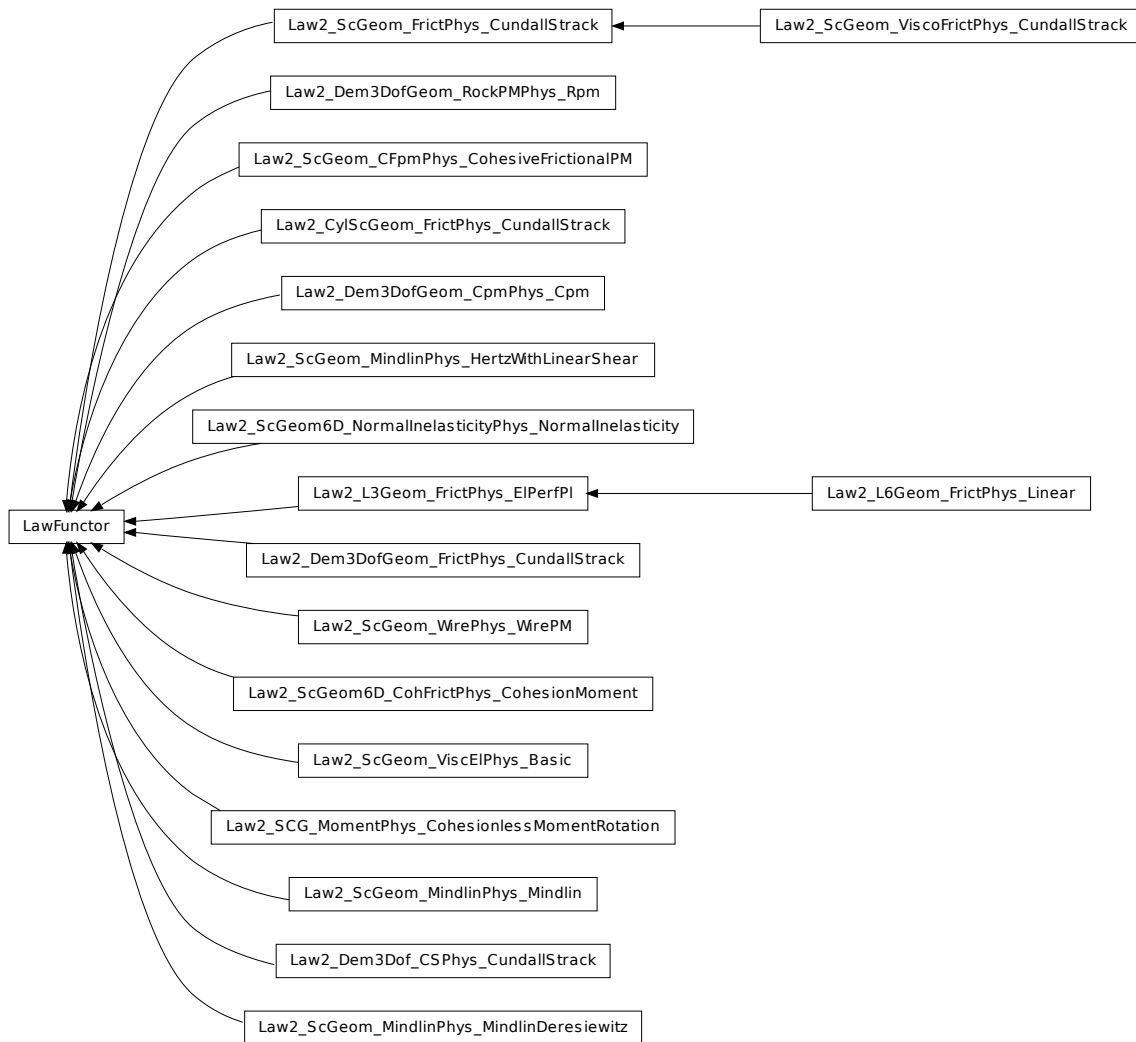 Law2_ScGeom_FrictPhys_CundallStrack
Law2_ScGeom_ViscoFrictPhys_CundallStrack
Law2_Dem3DofGeom_RockPMPhys_Rpm
Law2_ScGeom_CFpmPhys_CohesiveFrictionalPM
Law2_CylScGeom_FrictPhys_CundallStrack
Law2_Dem3DofGeom_CpmPhys_Cpm
Law2_ScGeom_MindlinPhys_HertzWithLinearShear
Law2_ScGeom6D_NormalInelasticityPhys_NormalInelasticity
Law2_L3Geom_FrictPhys_ElPerfPl
Law2_L6Geom_FrictPhys_Linear
LawFunctor
Law2_Dem3DofGeom_FrictPhys_CundallStrack
Law2_ScGeom_WirePhys_WirePM
Law2_ScGeom6D_CohFrictPhys_CohesionMoment
Law2_ScGeom_ViscElPhys_Basic
Law2_SCG_MomentPhys_CohesionlessMomentRotation
Law2_ScGeom_MindlinPhys_Mindlin
Law2_Dem3Dof_CSPhys_CundallStrack
Law2_ScGeom_MindlinPhys_MindlinDeresiewitz